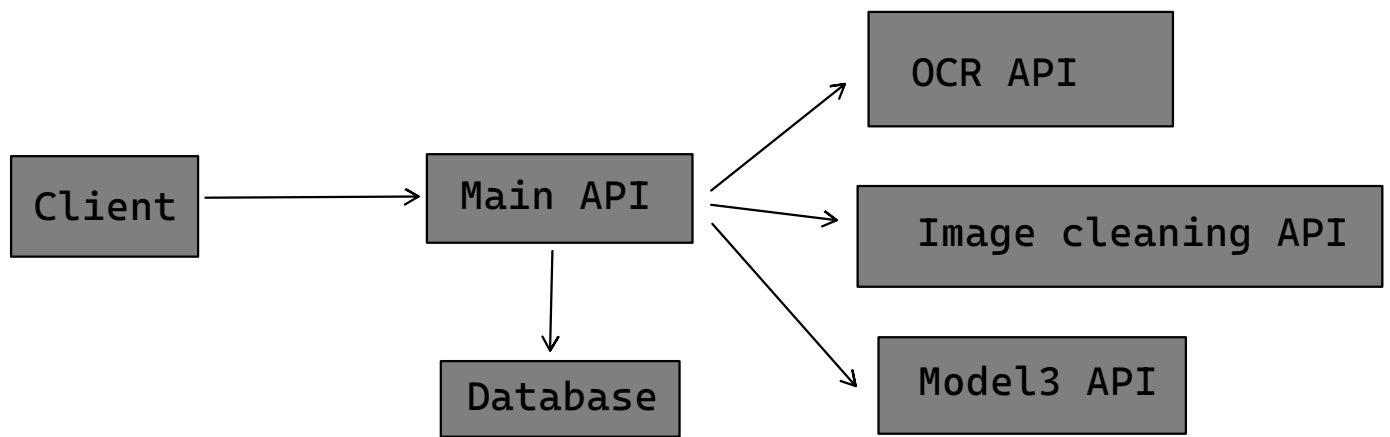 Client
Main API
Database
OCR API
Image cleaning API
Model3 API